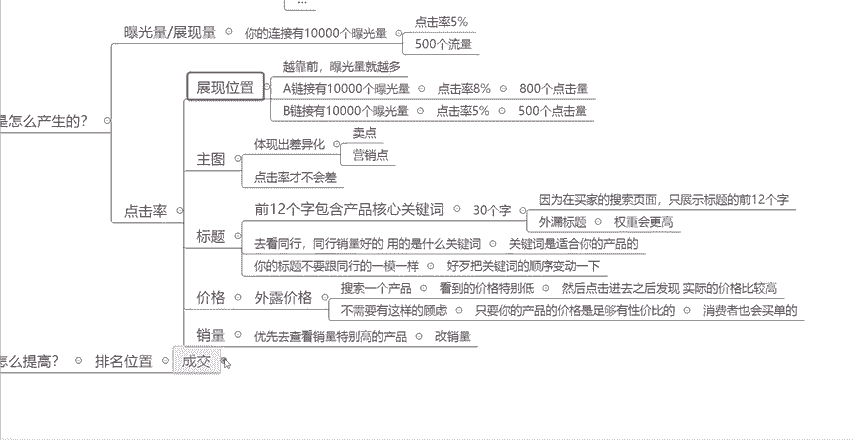 ...
曝光量/展现量
你的连接有10000个曝光量
点击率5%
500个流量
是怎么产生的?
点击率
展现位置
越靠前,曝光量就越多
A链接有10000个曝光量 点击率8% 800个点击量
B链接有10000个曝光量 点击率5% 500个点击量
主图
体现出差异化
卖点
营销点
点击率才不会差
标题
前12个字包含产品核心关键词 30个字
因为在买家的搜索页面,只展示标题的前12个字
外漏标题 权重会更高
去看同行,同行销量好的 用的是什么关键词 关键词是适合你的产品的
你的标题不要跟同行的一模一样 好歹把关键词的顺序变动一下
价格 外露价格
搜索一个产品 看到的价格特别低 然后点击进去之后发现 实际的价格比较高
不需要有这样的顾虑 只要你的产品的价格是足够有性价比的 消费者也会买单的
销量 优先去查看销量特别高的产品 改销量
怎么提高? 排名位置 成交